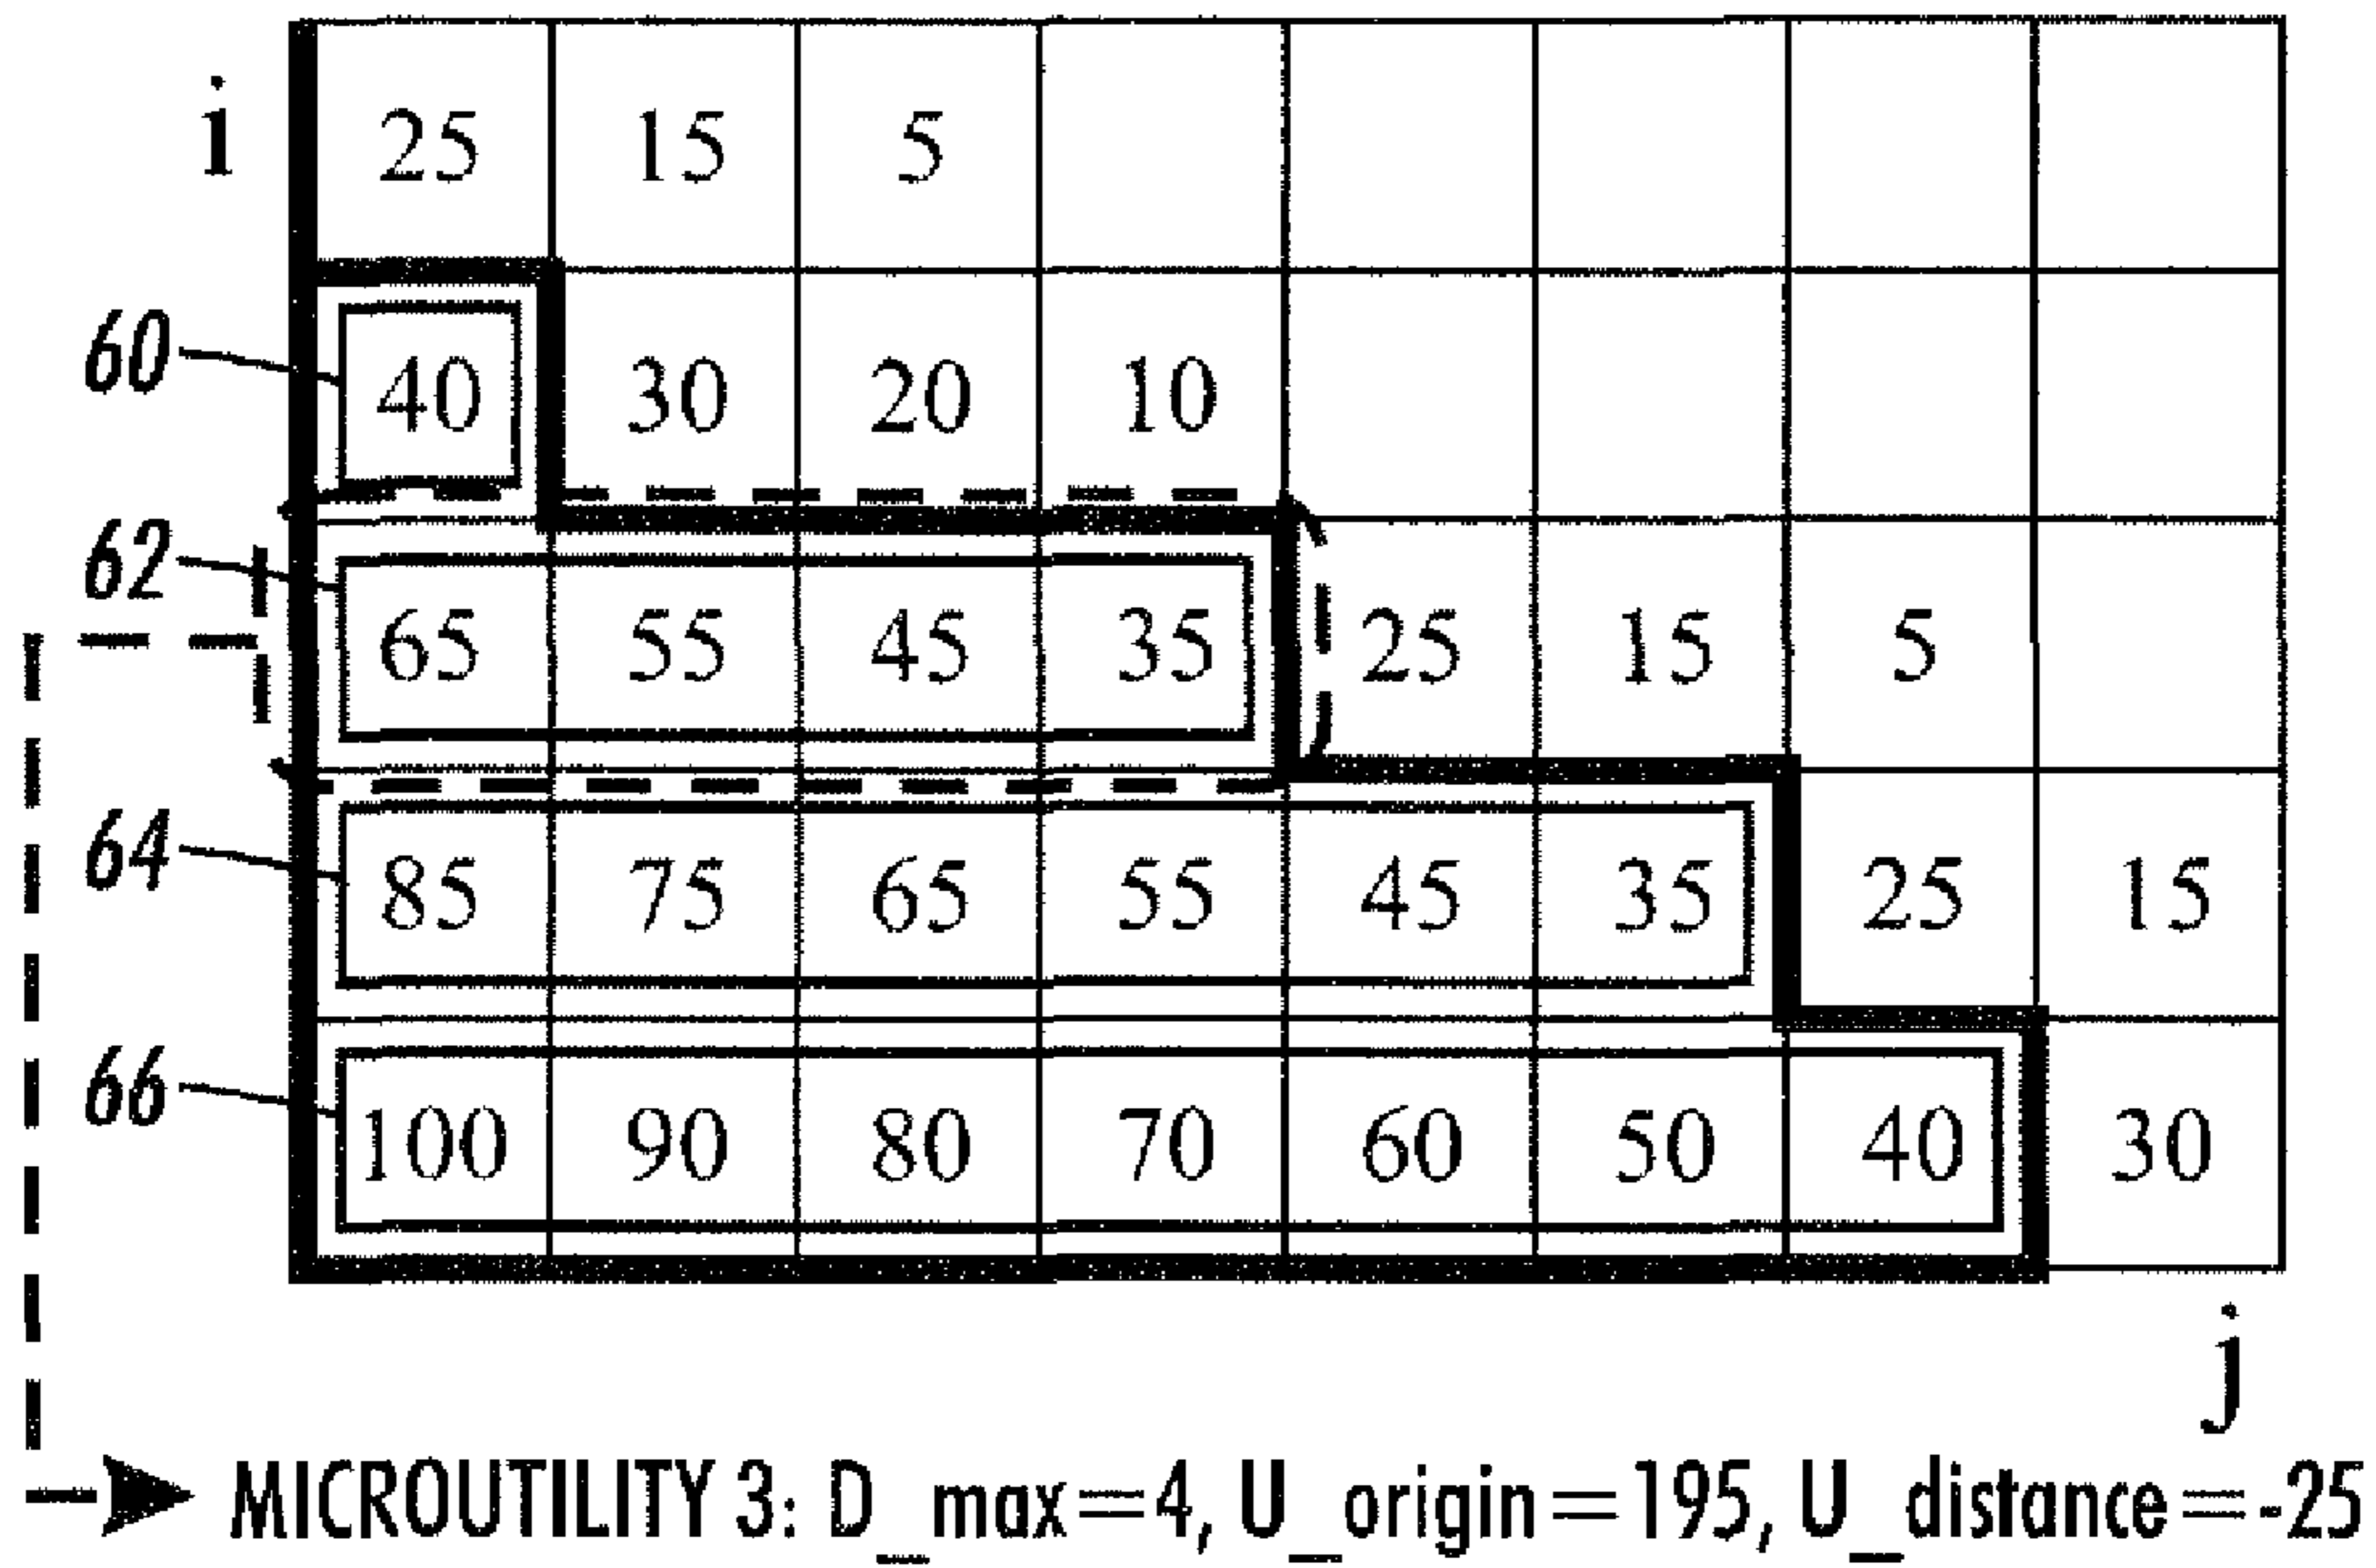 i 25 15 5
60 40 30 20 10
62 65 55 45 35 25 15 5
64 85 75 65 55 45 35 25 15
66 100 90 80 70 60 50 40 30
j
MICROUTILITY 3: D_max=4, U_origin=195, U_distance=-25